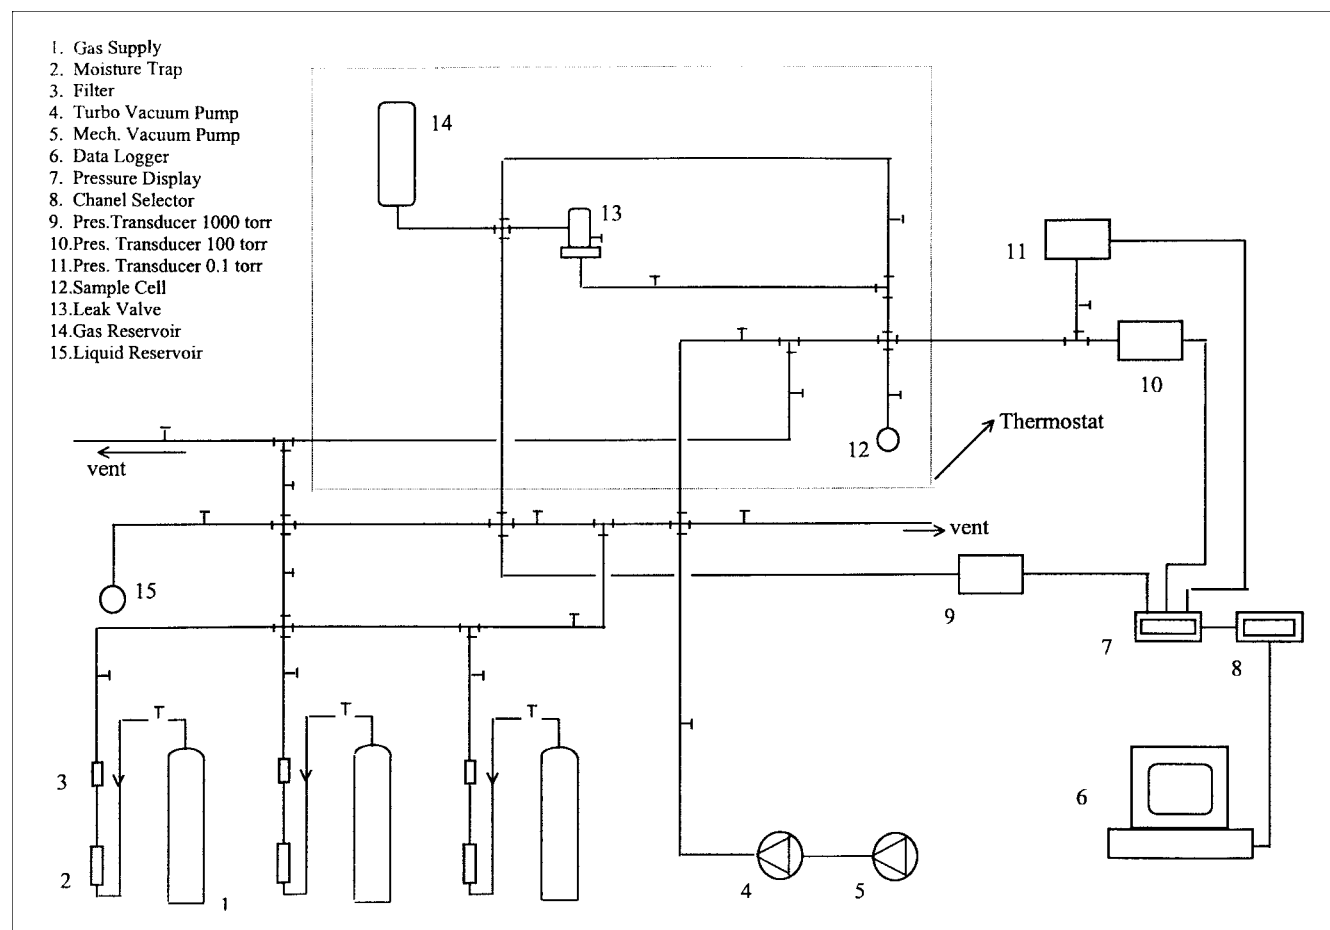 1. Gas Supply
2. Moisture Trap
3. Filter
4. Turbo Vacuum Pump
5. Mech. Vacuum Pump
6. Data Logger
7. Pressure Display
8. Chanel Selector
9. Pres.Transducer 1000 torr
10.Pres. Transducer 100 torr
11.Pres. Transducer 0.1 torr
12.Sample Cell
13.Leak Valve
14.Gas Reservoir
15.Liquid Reservoir
14
13
11
10
Thermostat
12
vent
vent
15
9
7
8
3
6
2
1
4
5